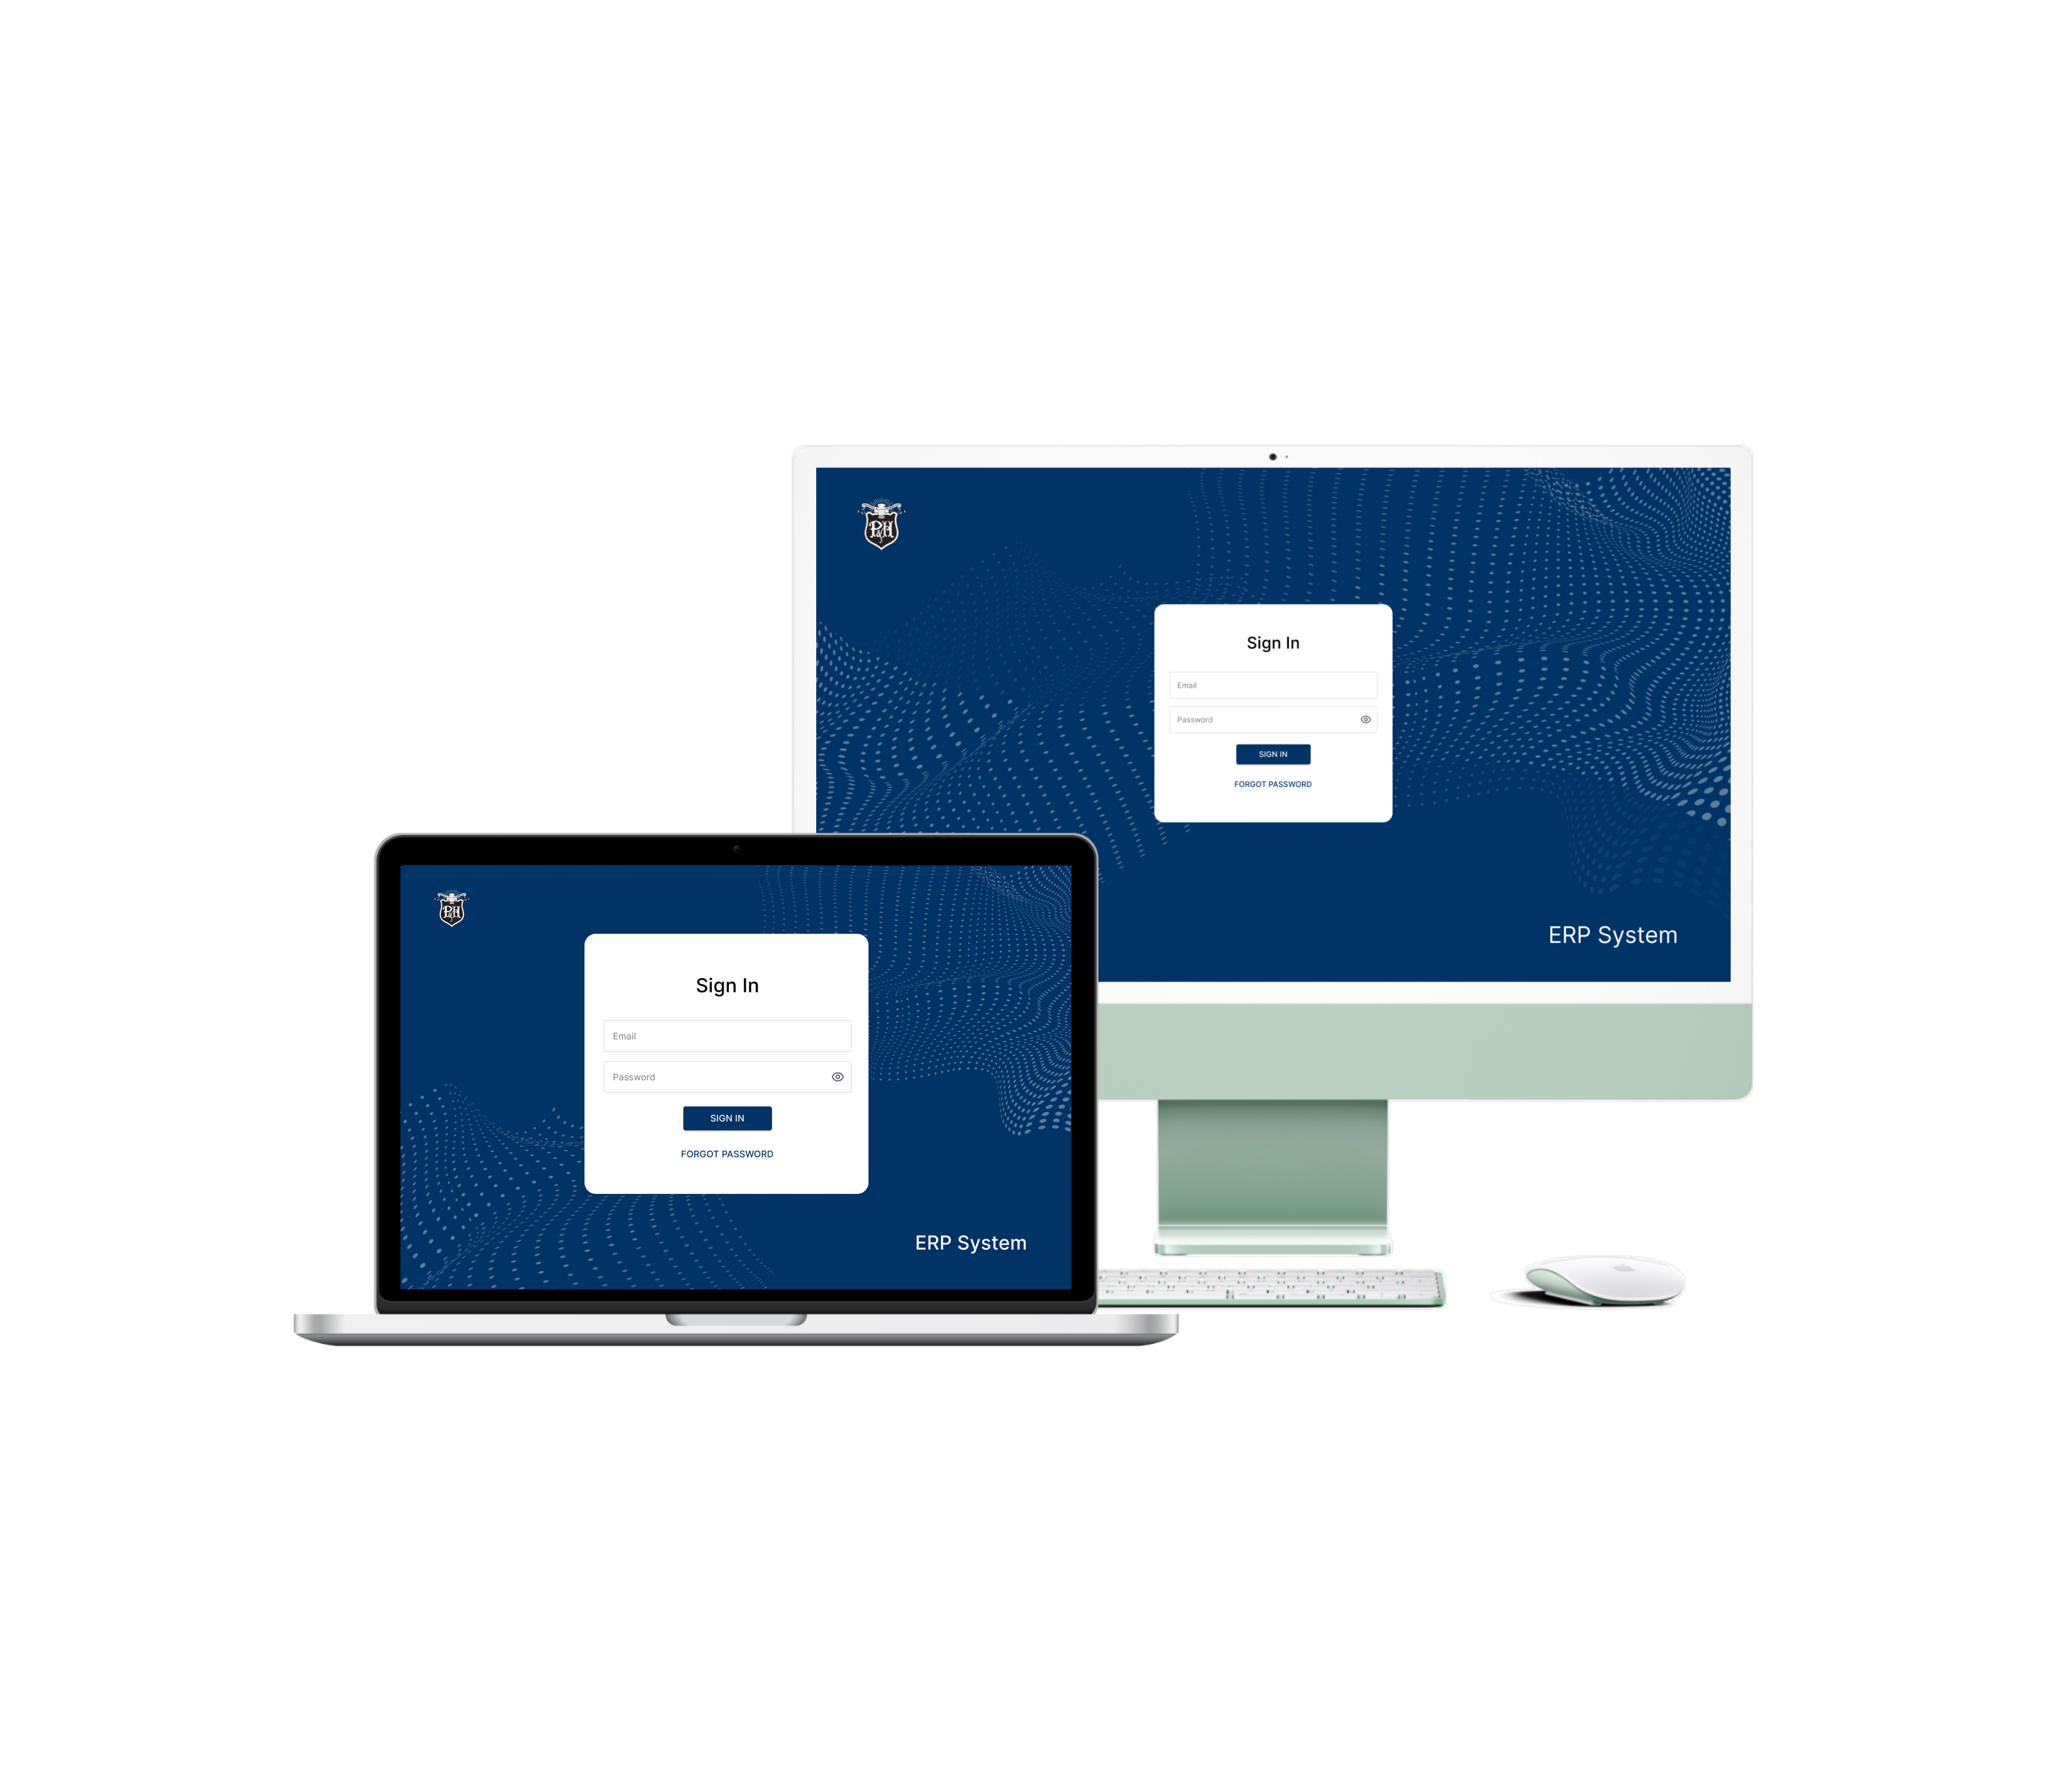 P&H
Sign In
Email
Password
SIGN IN
FORGOT PASSWORD
ERP System
P&H
Sign In
Email
Password
SIGN IN
FORGOT PASSWORD
ERP System